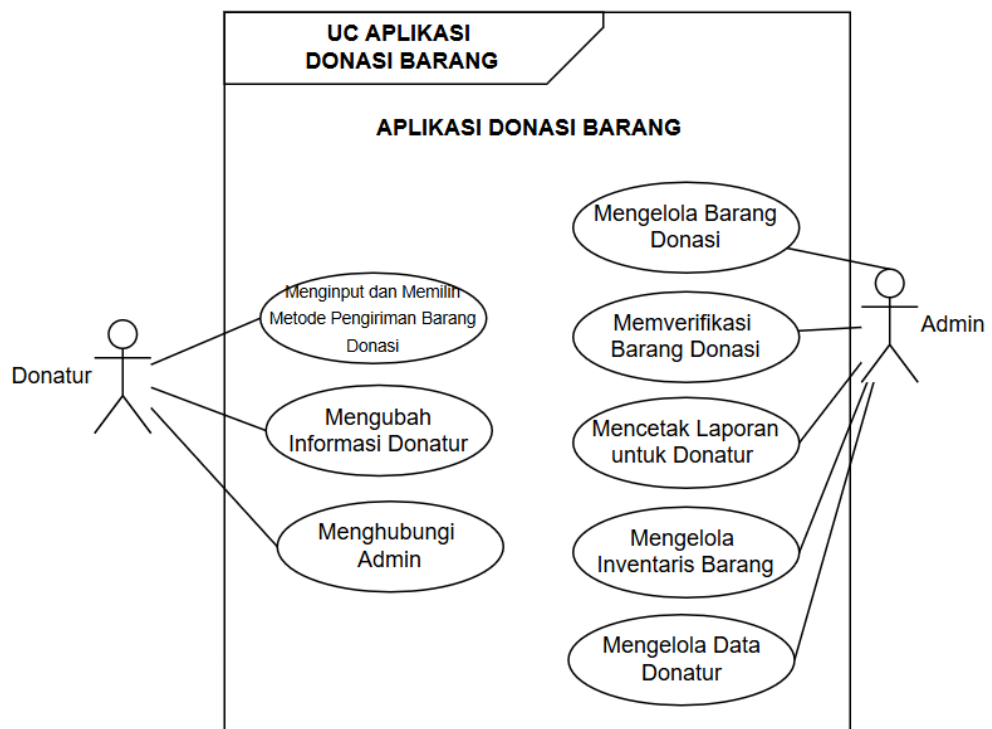 UC APLIKASI
DONASI BARANG
APLIKASI DONASI BARANG
Mengelola Barang
Donasi
Menginput dan Memilih
Metode Pengiriman Barang
Donasi
Memverifikasi
Barang Donasi
Admin
Donatur
Mengubah
Informasi Donatur
Mencetak Laporan
untuk Donatur
Menghubungi
Admin
Mengelola
Inventaris Barang
Mengelola Data
Donatur